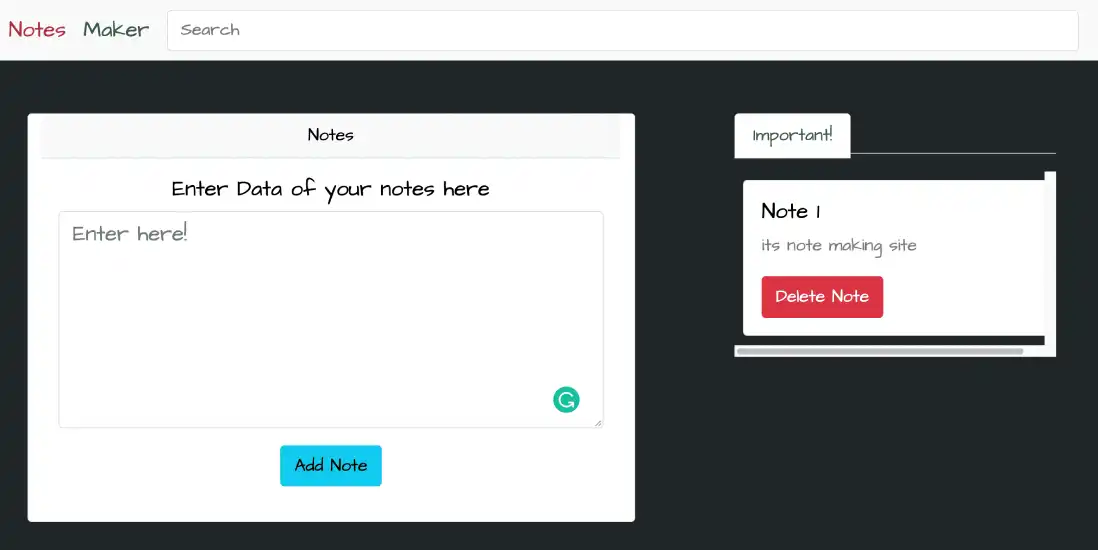 Notes Maker Search
Notes
Important!
Enter Data of your notes here
Enter here!
Note 1
its note making site
Delete Note
Add Note